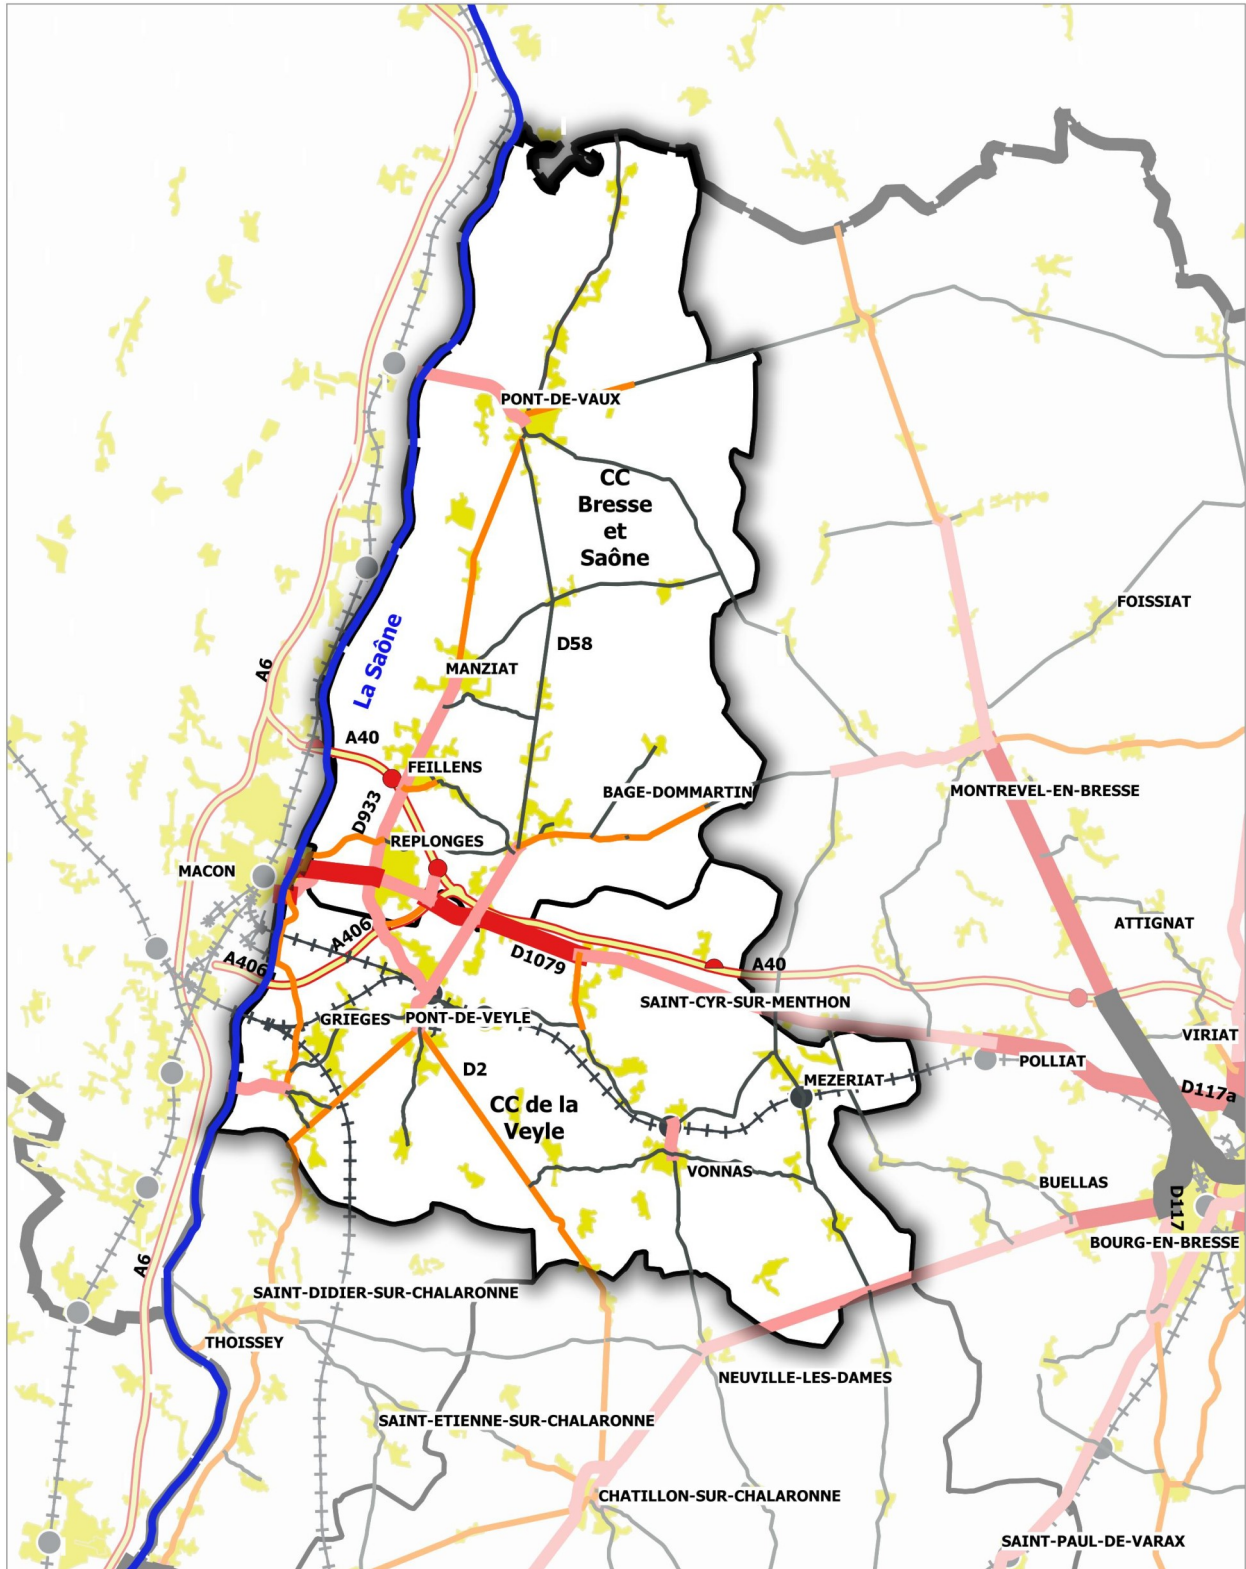 PONT-DE-VAUX
CC
Bresse
et
Saône
FOISSIAT
D58
A6
La Saône
MANZIAT
A40
FEILLENS
BAGE-DOMMARTIN
MONTREVEL-EN-BRESSE
D933
REPLONGES
MACON
ATTIGNAT
A406
A406
D1079
A40
SAINT-CYR-SUR-MENTHON
GRIEGES
PONT-DE-VEYLE
VIRIAT
POLLIAT
D2
MEZERIAT
D117a
CC de la
Veyle
VONNAS
BUELLAS
D117
BOURG-EN-BRESSE
A6
SAINT-DIDIER-SUR-CHALARONNE
THOISSEY
NEUVILLE-LES-DAMES
SAINT-ETIENNE-SUR-CHALARONNE
CHATILLON-SUR-CHALARONNE
SAINT-PAUL-DE-VARAX